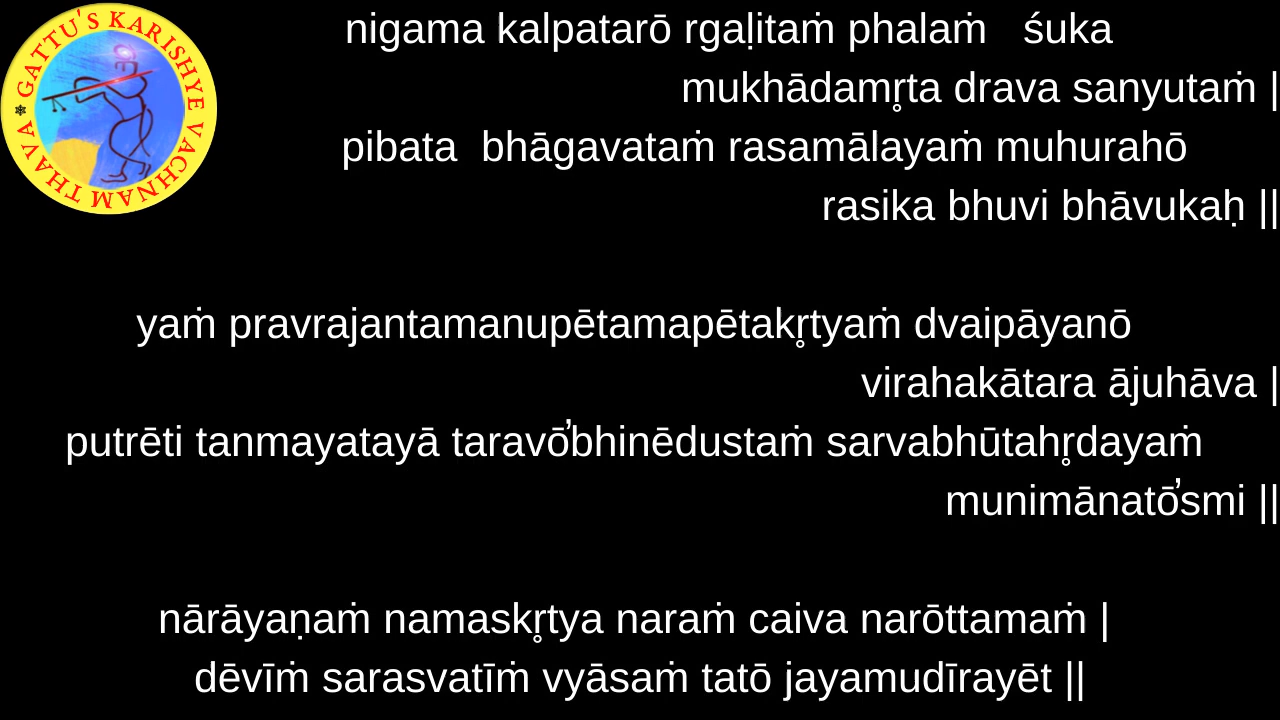 GATTU'S KARISHYE VACHNAM THAVA
nigama kalpatarō rgaḷitaṁ phalaṁ śuka
mukhādamr̥ta drava sanyutaṁ |
pibata bhāgavataṁ rasamālayaṁ muhurahō
rasika bhuvi bhāvukaḥ ||
yaṁ pravrajantamanupētamapētakr̥tyaṁ dvaipāyanō
virahakātara ājuhāva |
putrēti tanmayatayā taravō̕bhinēdustaṁ sarvabhūtahr̥dayaṁ
munimānatō̕smi ||
nārāyaṇaṁ namaskr̥tya naraṁ caiva narōttamaṁ |
dēvīṁ sarasvatīṁ vyāsaṁ tatō jayamudīrayēt ||